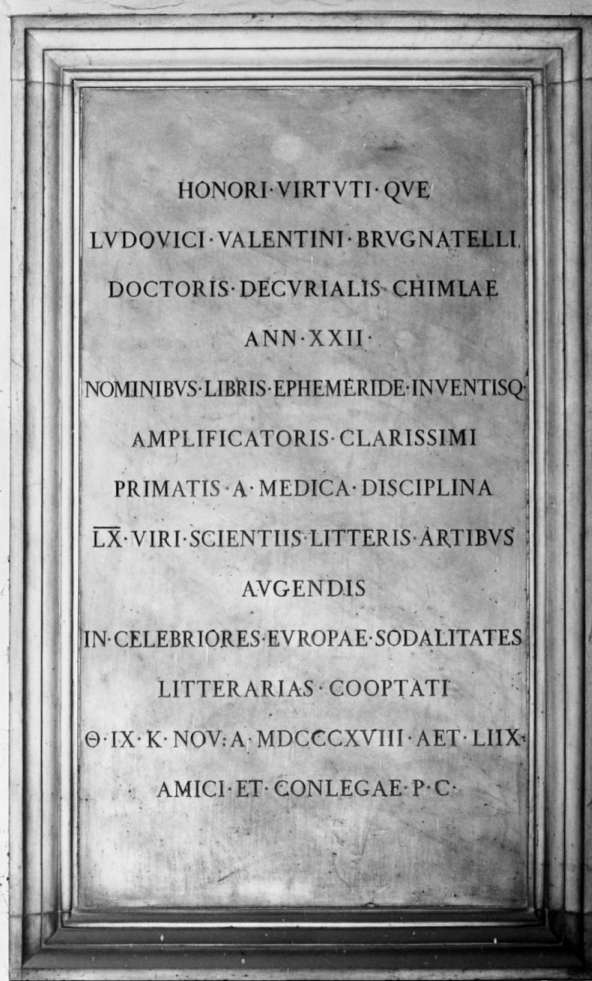 HONORI·VIRTVTI·QVE
LVDOVICI·VALENTINI·BRVGNATELLI
DOCTORIS·DECVRIALIS·CHIMIAE
ANN·XXII·
NOMINIBVS·LIBRIS·EPHEMERIDE·INVENTISQ·
AMPLIFICATORIS·CLARISSIMI
PRIMATIS·A·MEDICA·DISCIPLINA
L̅X̅·VIRI·SCIENTIIS·LITTERIS·ARTIBVS
AVGENDIS
IN·CELEBRIORES·EVROPAE·SODALITATES
LITTERARIAS·COOPTATI
Θ·IX·K·NOV·A·MDCCCXVIII·AET·LIIX·
AMICI·ET·CONLEGAE·P·C·